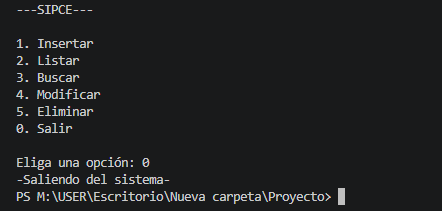 ---SIPCE---
1. Insertar
2. Listar
3. Buscar
4. Modificar
5. Eliminar
0. Salir
Eliga una opción: 0
-Saliendo del sistema-
PS M:\USER\Escritorio\Nueva carpeta\Proyecto>